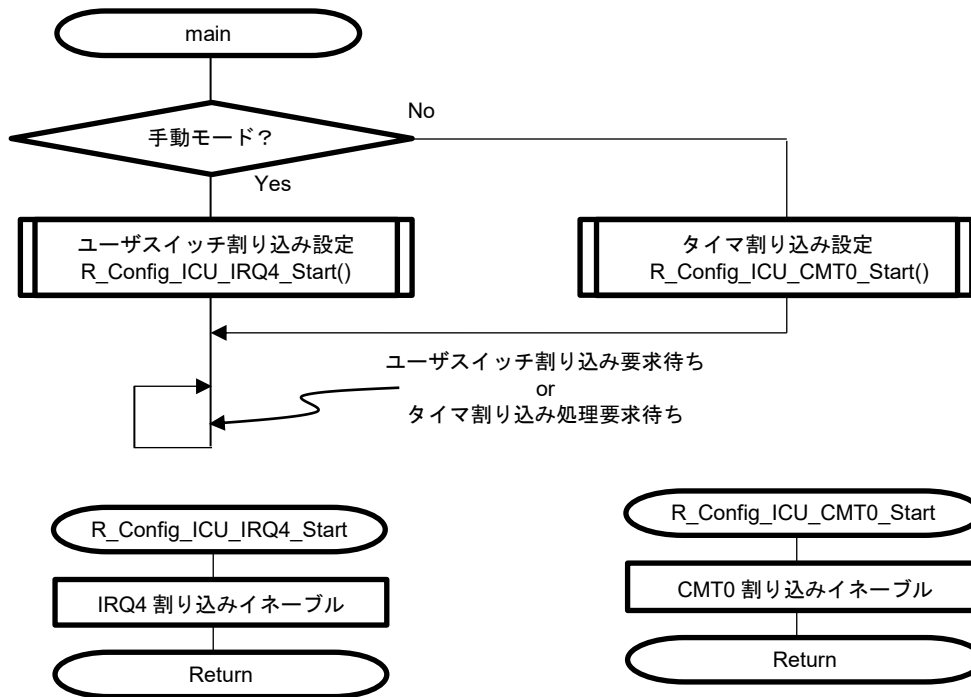 main
手動モード？
No
Yes
ユーザスイッチ割り込み設定
R_Config_ICU_IRQ4_Start()
タイマ割り込み設定
R_Config_ICU_CMT0_Start()
ユーザスイッチ割り込み要求待ち
or
タイマ割り込み処理要求待ち
R_Config_ICU_IRQ4_Start
IRQ4 割り込みイネーブル
Return
R_Config_ICU_CMT0_Start
CMT0 割り込みイネーブル
Return